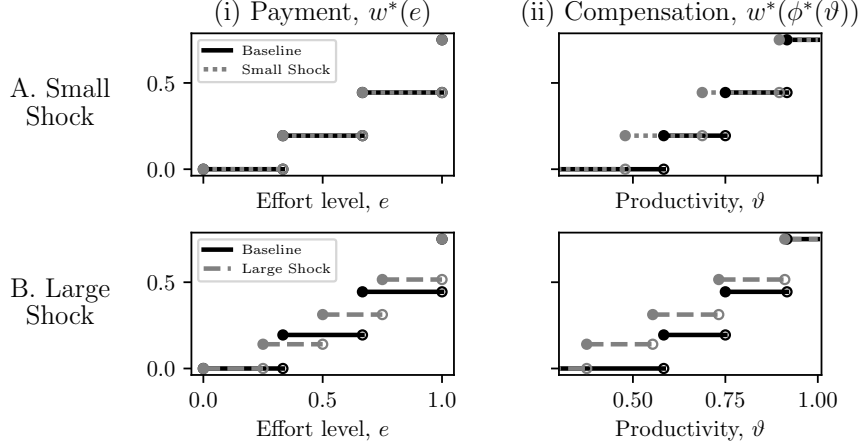 (i) Payment, w*(e)
(ii) Compensation, w*(ϕ*(ϑ))
A. Small
Shock
0.5
0.0
Baseline
Small Shock
Effort level, e
Productivity, ϑ
B. Large
Shock
0.5
0.0
Baseline
Large Shock
0.0 0.5 1.0
Effort level, e
0.50 0.75 1.00
Productivity, ϑ